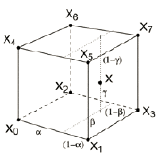 X₆
X₇
X₄
X₅
(1-γ)
X
X₂
γ
X₃
X₀
α
β
(1-β)
(1-α)
X₁